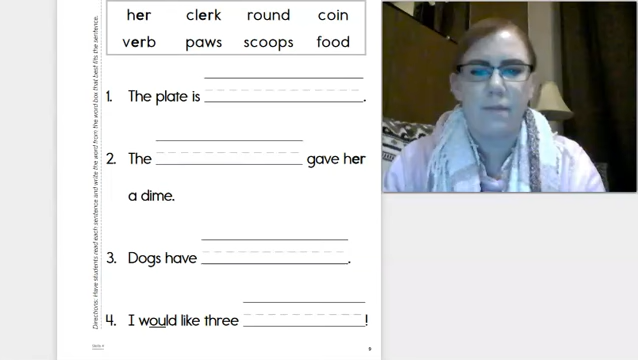 her clerk round coin
verb paws scoops food
1. The plate is .
2. The gave her
a dime.
3. Dogs have .
4. I would like three !
Directions: Have students read each sentence and write the word from the word box that best fits the sentence.
9